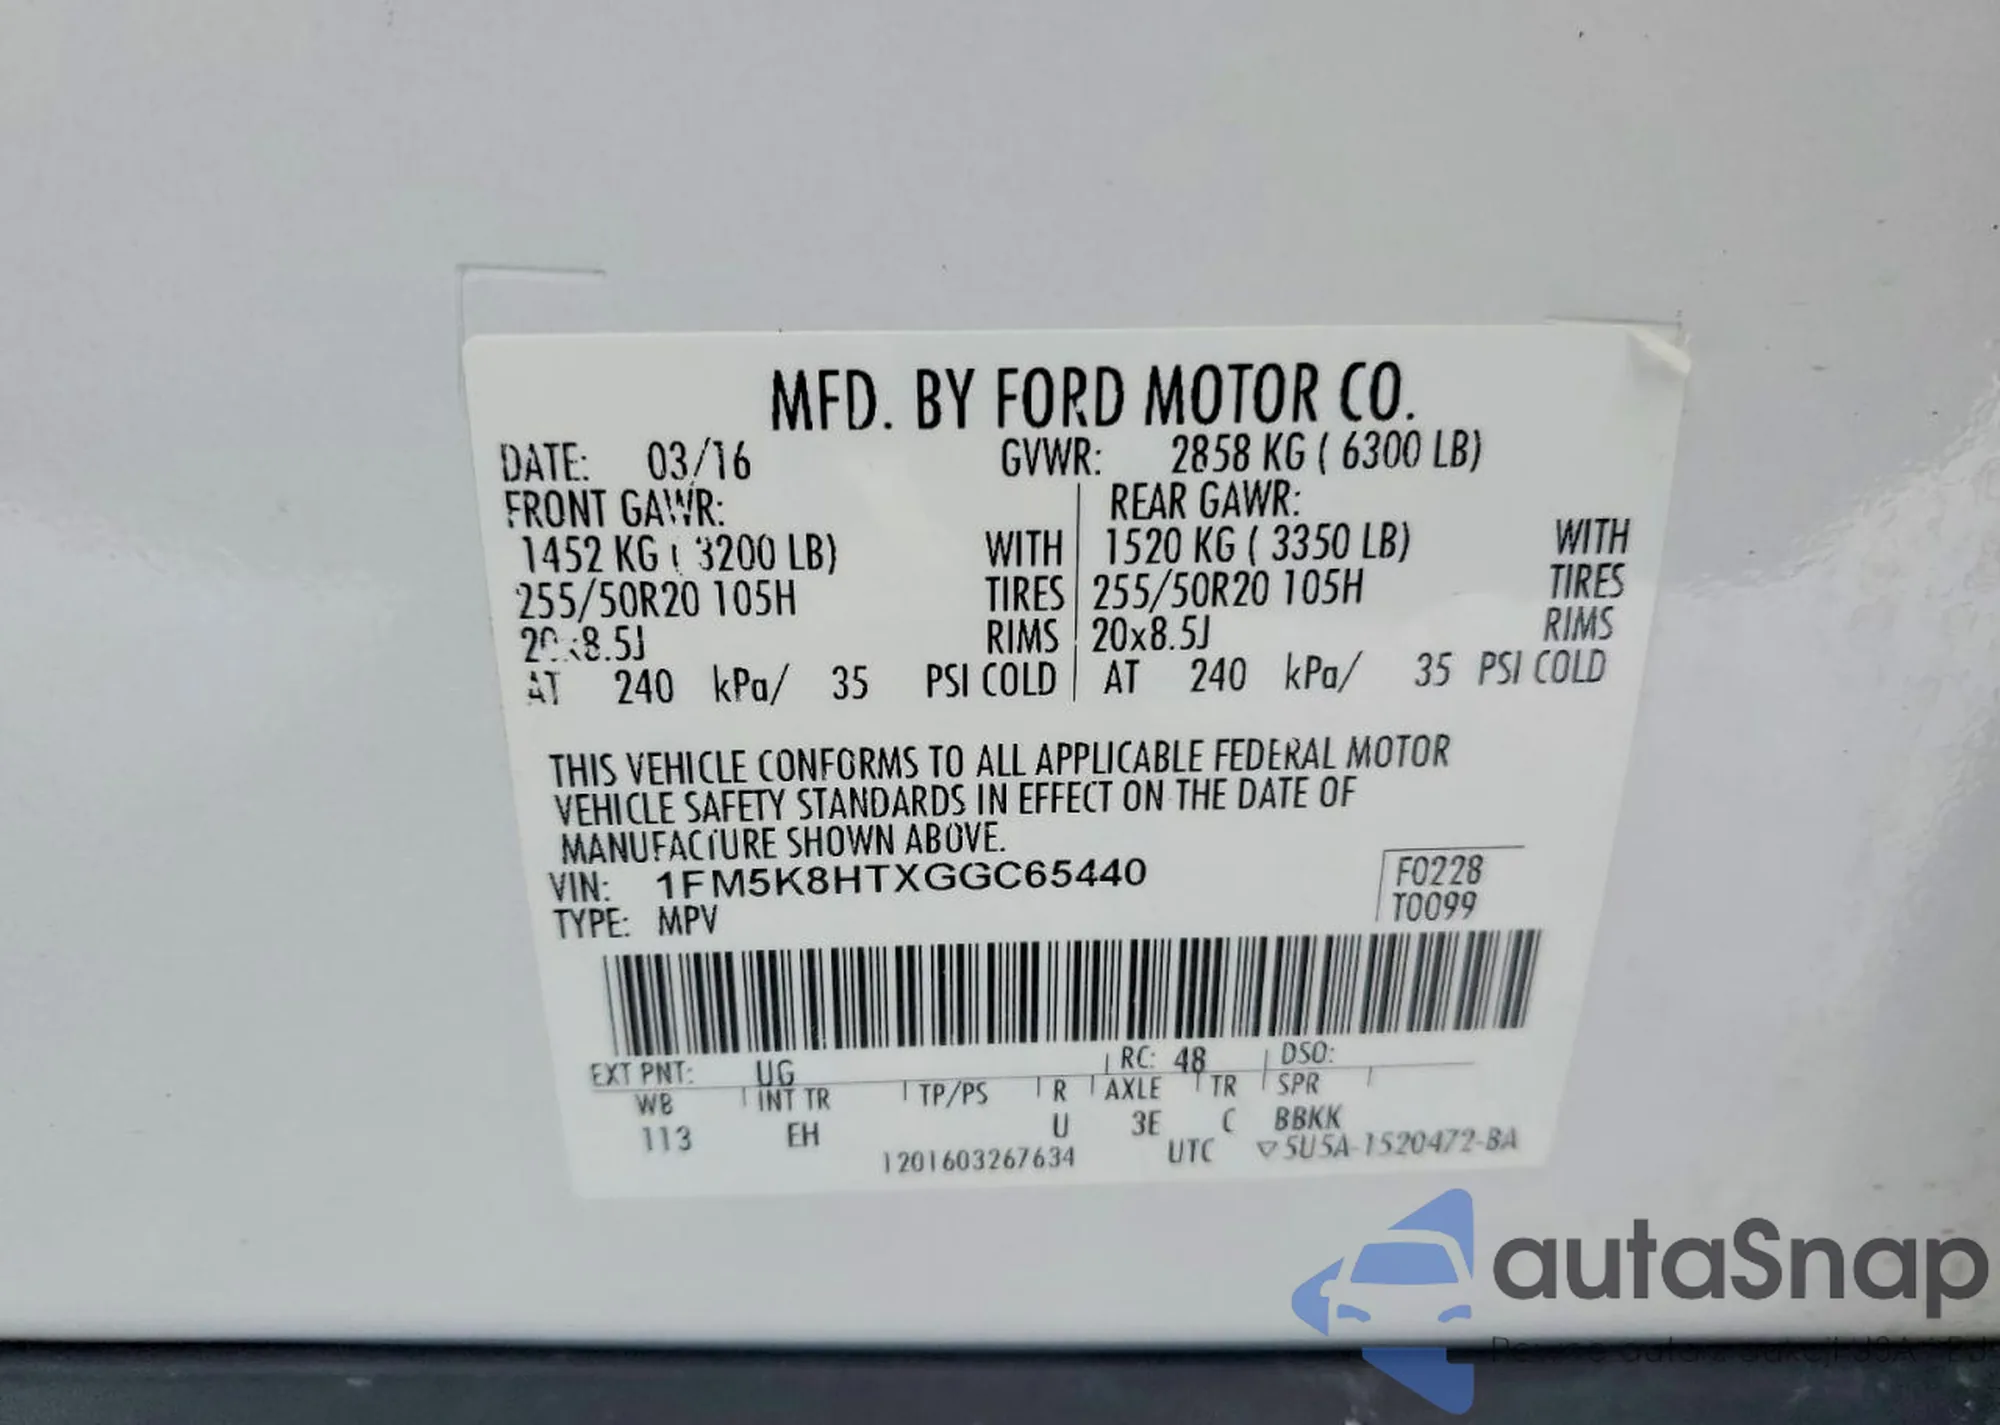 MFD. BY FORD MOTOR CO.
DATE: 03/16 GVWR: 2858 KG ( 6300 LB)
FRONT GAWR: REAR GAWR:
1452 KG ( 3200 LB) WITH 1520 KG ( 3350 LB) WITH
255/50R20 105H TIRES 255/50R20 105H TIRES
20x8.5J RIMS 20x8.5J RIMS
AT 240 kPa/ 35 PSI COLD AT 240 kPa/ 35 PSI COLD
THIS VEHICLE CONFORMS TO ALL APPLICABLE FEDERAL MOTOR
VEHICLE SAFETY STANDARDS IN EFFECT ON THE DATE OF
MANUFACTURE SHOWN ABOVE.
VIN: 1FM5K8HTXGGC65440 F0228
TYPE: MPV T0099
EXT PNT: UG RC: 48 DSO:
WB INT TR TP/PS R AXLE TR SPR
113 EH U 3E C BBKK
1201603267634 UTC ▽5U5A-1520472-BA
autaSnap